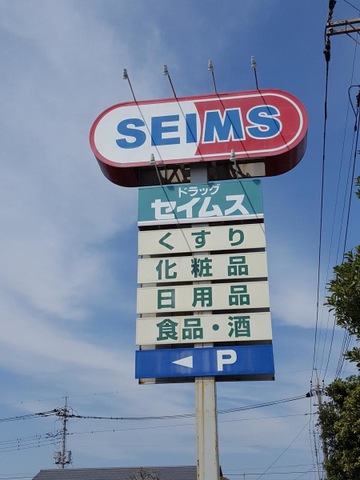 SEIMS
ドラッグ
セイムス
くすり
化粧品
日用品
食品・酒
P